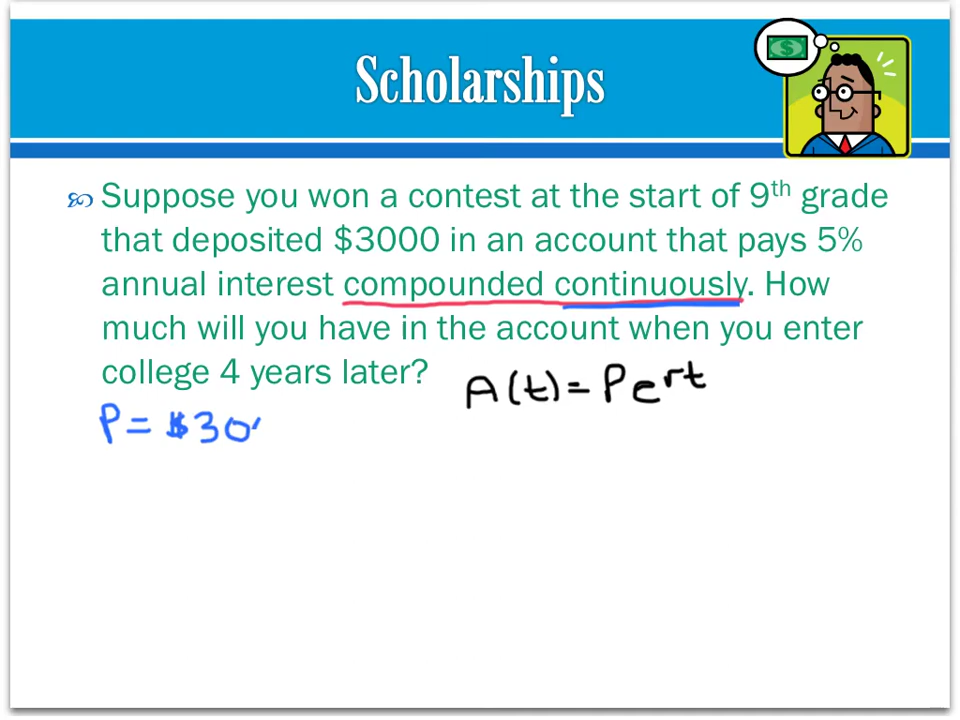 Scholarships
Suppose you won a contest at the start of 9th grade
that deposited $3000 in an account that pays 5%
annual interest compounded continuously. How
much will you have in the account when you enter
college 4 years later?
A(t) = Pe^rt
P = $30